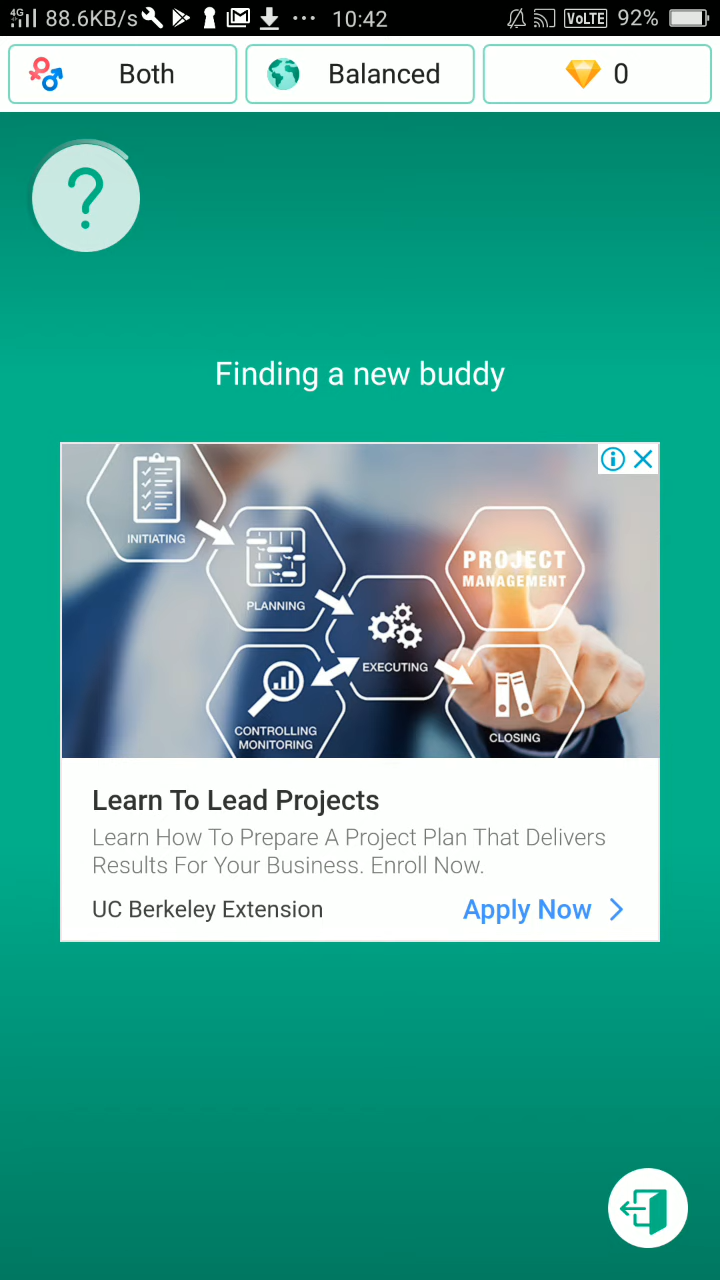 4G 88.6KB/s ... 10:42 VoLTE 92%
Both Balanced 0
?
Finding a new buddy
INITIATING
PLANNING
PROJECT
MANAGEMENT
EXECUTING
CONTROLLING
MONITORING
CLOSING
Learn To Lead Projects
Learn How To Prepare A Project Plan That Delivers
Results For Your Business. Enroll Now.
UC Berkeley Extension Apply Now